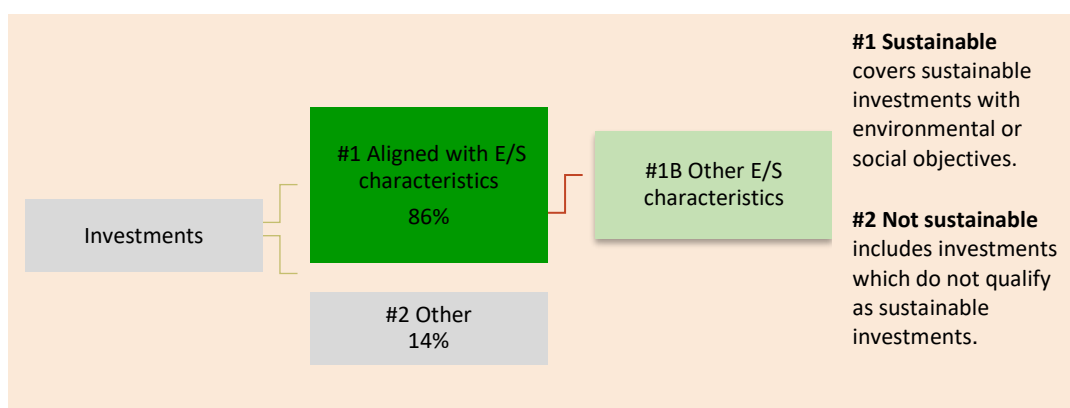 Investments
#1 Aligned with E/S
characteristics
86%
#2 Other
14%
#1B Other E/S
characteristics
#1 Sustainable
covers sustainable
investments with
environmental or
social objectives.
#2 Not sustainable
includes investments
which do not qualify
as sustainable
investments.